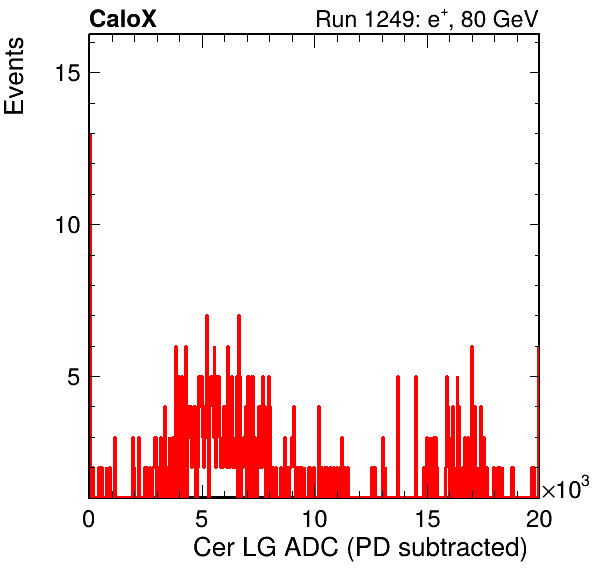 CaloX Run 1249: e⁺, 80 GeV
Events
15
10
5
0 5 10 15 20
×10³
Cer LG ADC (PD subtracted)